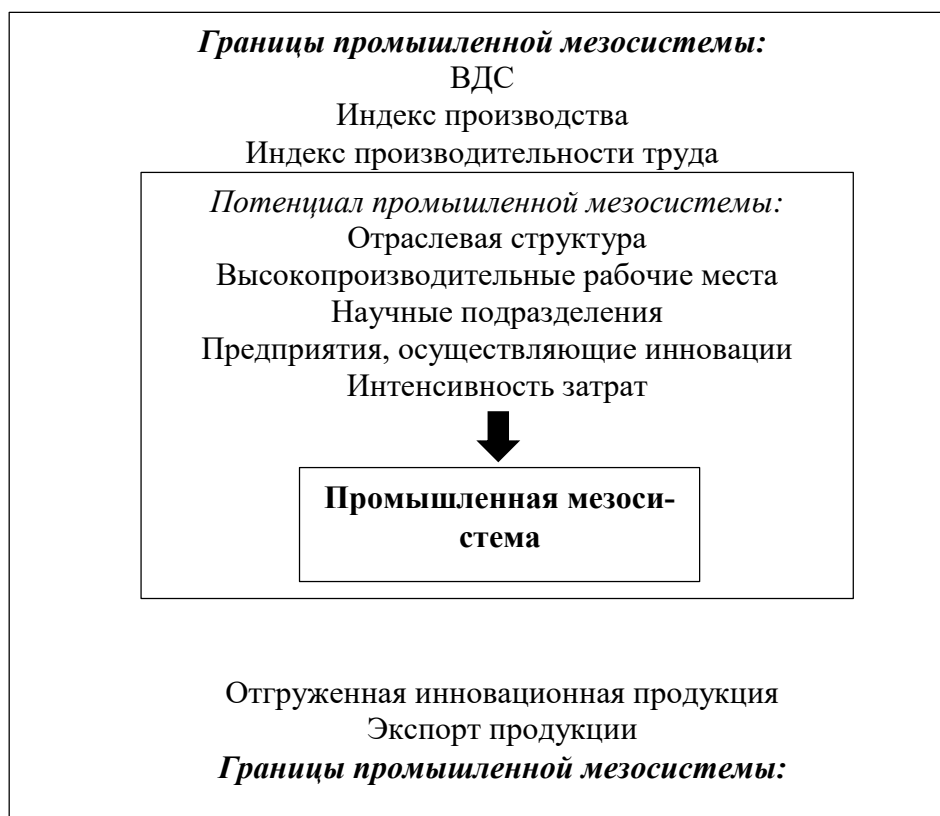 Границы промышленной мезосистемы:
ВДС
Индекс производства
Индекс производительности труда
Потенциал промышленной мезосистемы:
Отраслевая структура
Высокопроизводительные рабочие места
Научные подразделения
Предприятия, осуществляющие инновации
Интенсивность затрат
Промышленная мезоси-
стема
Отгруженная инновационная продукция
Экспорт продукции
Границы промышленной мезосистемы: